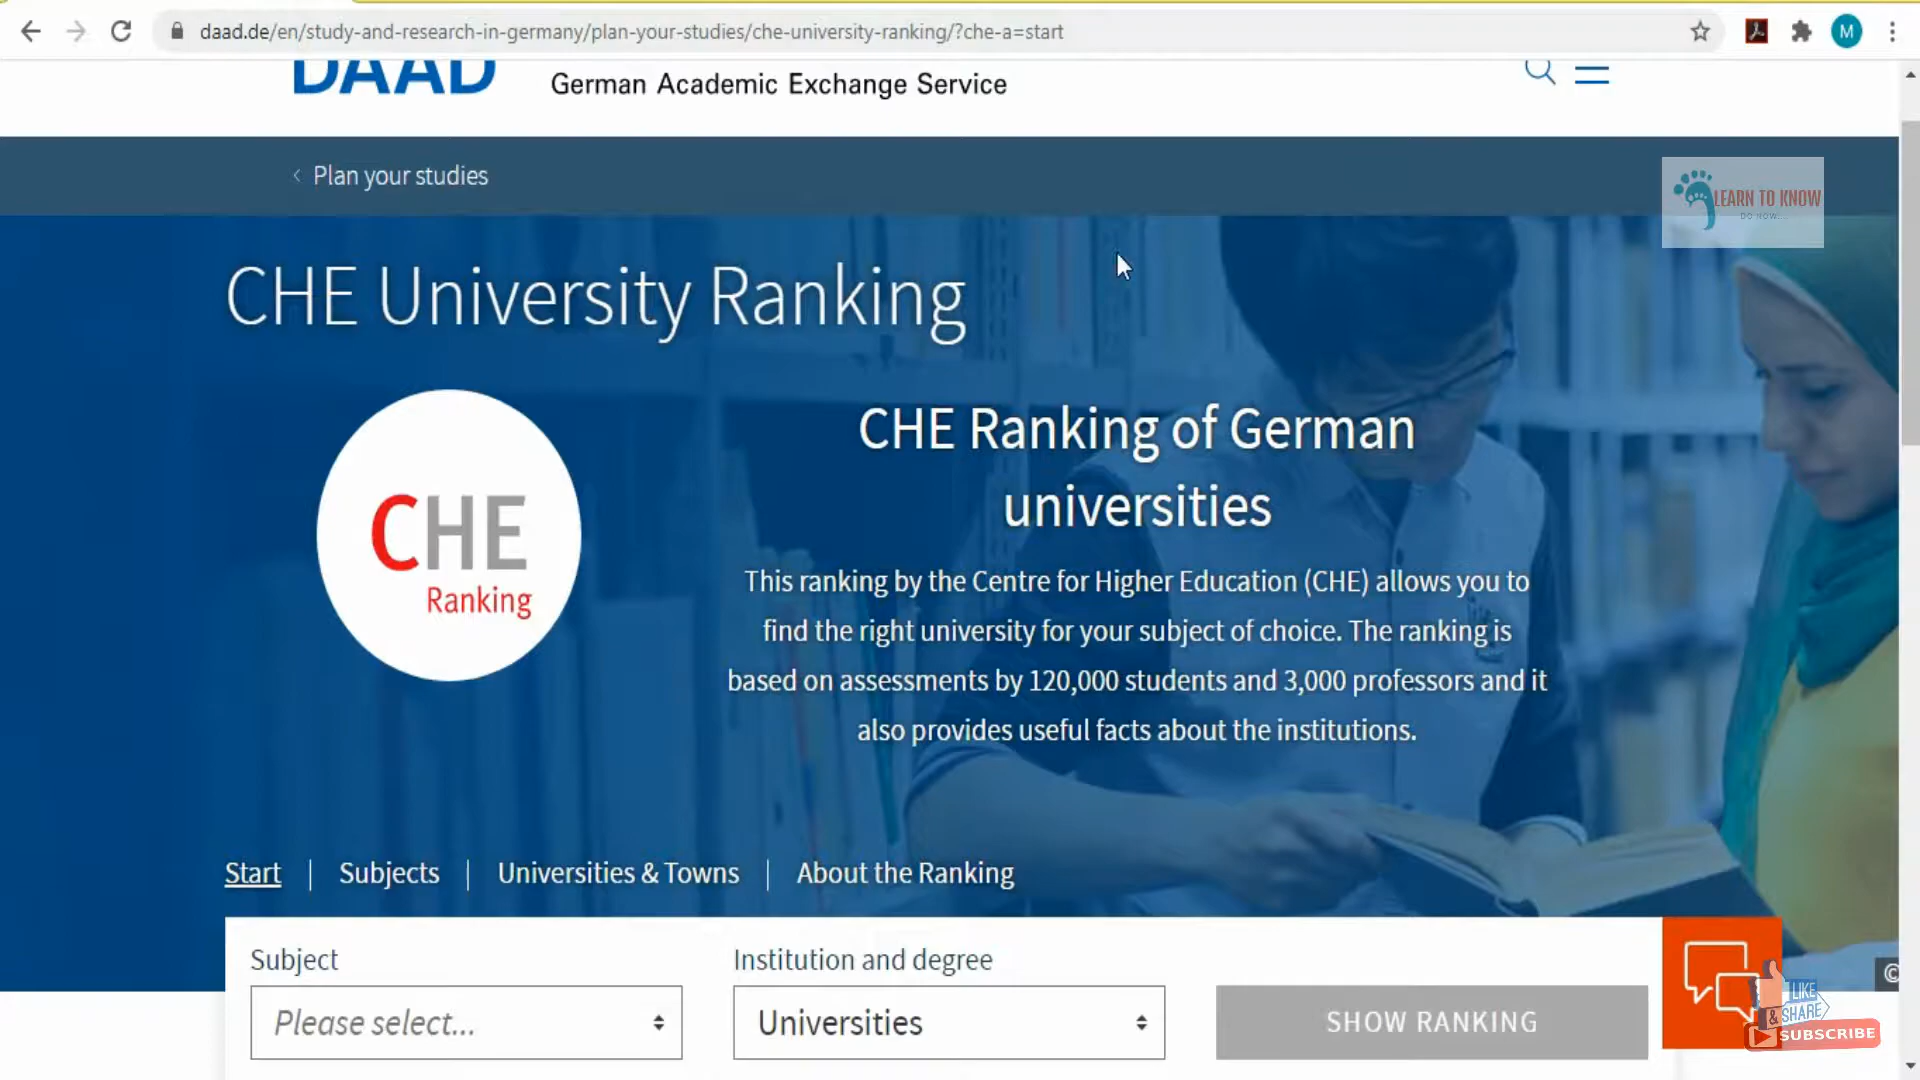 daad.de/en/study-and-research-in-germany/plan-your-studies/che-university-ranking/?che-a=start
M
DAAD
German Academic Exchange Service
Plan your studies
LEARN TO KNOW
DO NOW...
CHE University Ranking
CHE
Ranking
CHE Ranking of German
universities
This ranking by the Centre for Higher Education (CHE) allows you to
find the right university for your subject of choice. The ranking is
based on assessments by 120,000 students and 3,000 professors and it
also provides useful facts about the institutions.
Start | Subjects | Universities & Towns | About the Ranking
Subject
Institution and degree
Please select...
Universities
SHOW RANKING
©
LIKE
& SHARE
SUBSCRIBE